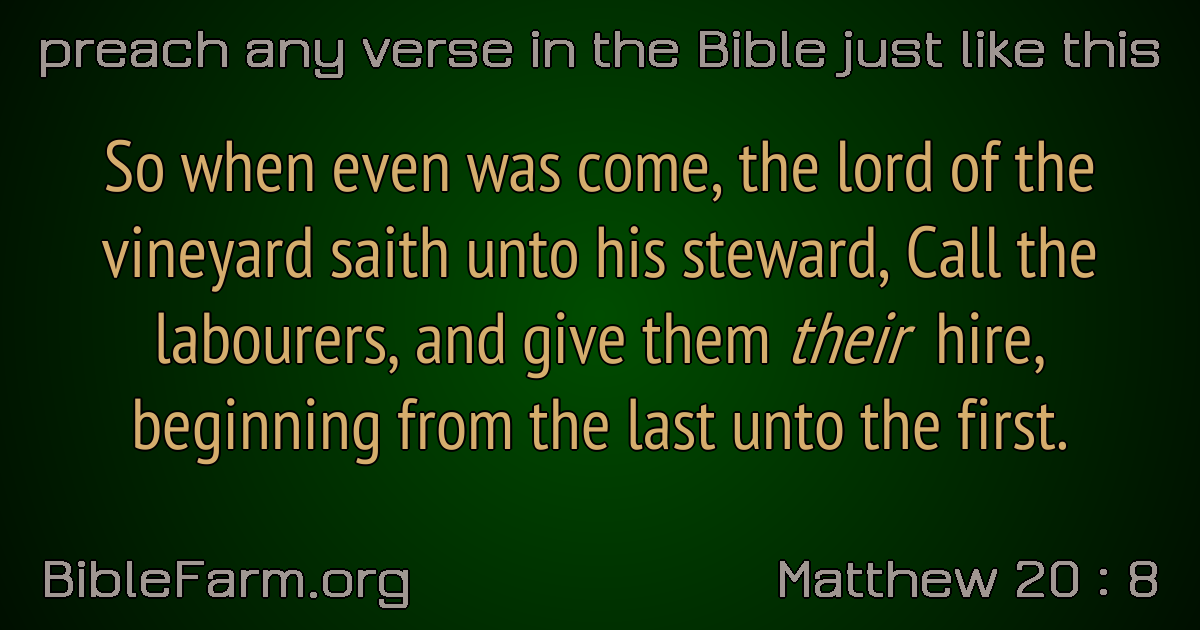 preach any verse in the Bible just like this
So when even was come, the lord of the
vineyard saith unto his steward, Call the
labourers, and give them their hire,
beginning from the last unto the first.
BibleFarm.org
Matthew 20 : 8